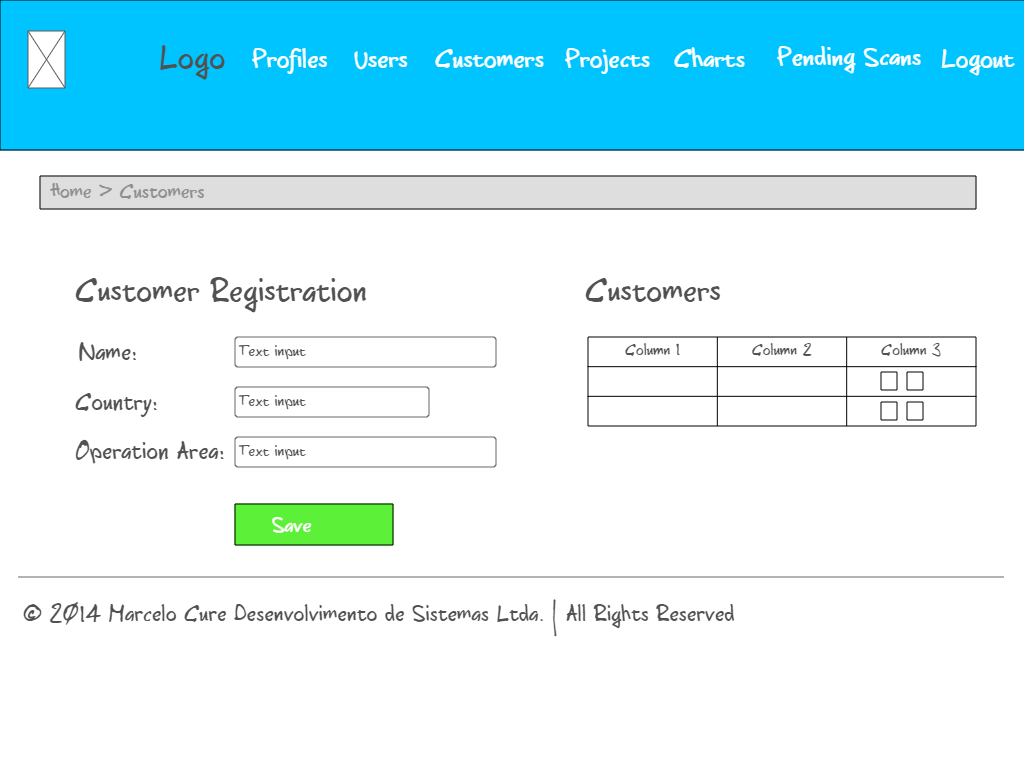 Logo Profiles Users Customers Projects Charts Pending Scans Logout
Home > Customers
Customer Registration
Name: Text input
Country: Text input
Operation Area: Text input
Save
Customers
Column 1 Column 2 Column 3
© 2014 Marcelo Cure Desenvolvimento de Sistemas Ltda. | All Rights Reserved